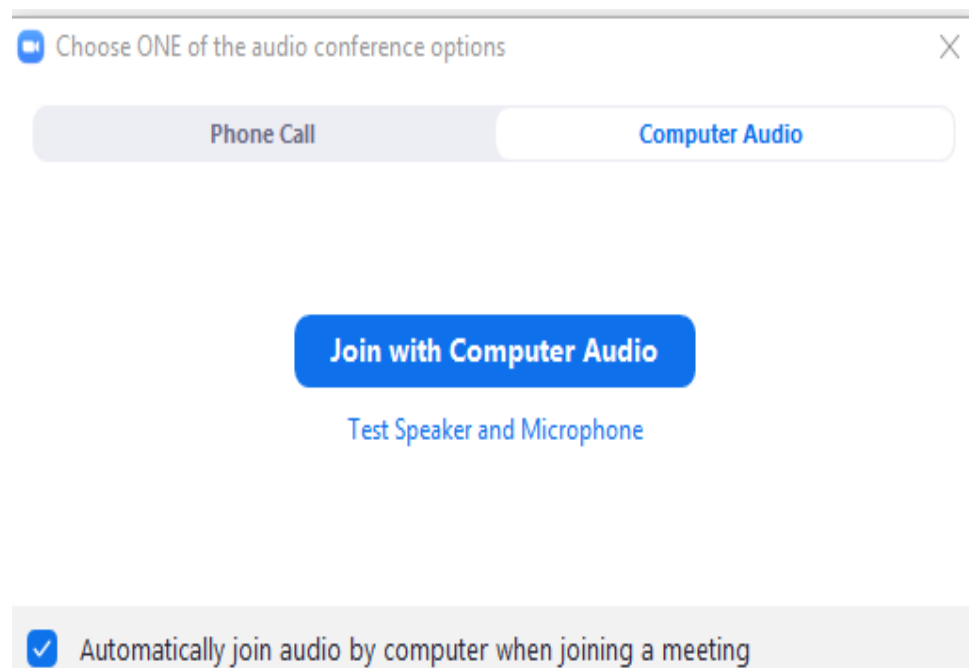 Choose ONE of the audio conference options
Phone Call
Computer Audio
Join with Computer Audio
Test Speaker and Microphone
Automatically join audio by computer when joining a meeting